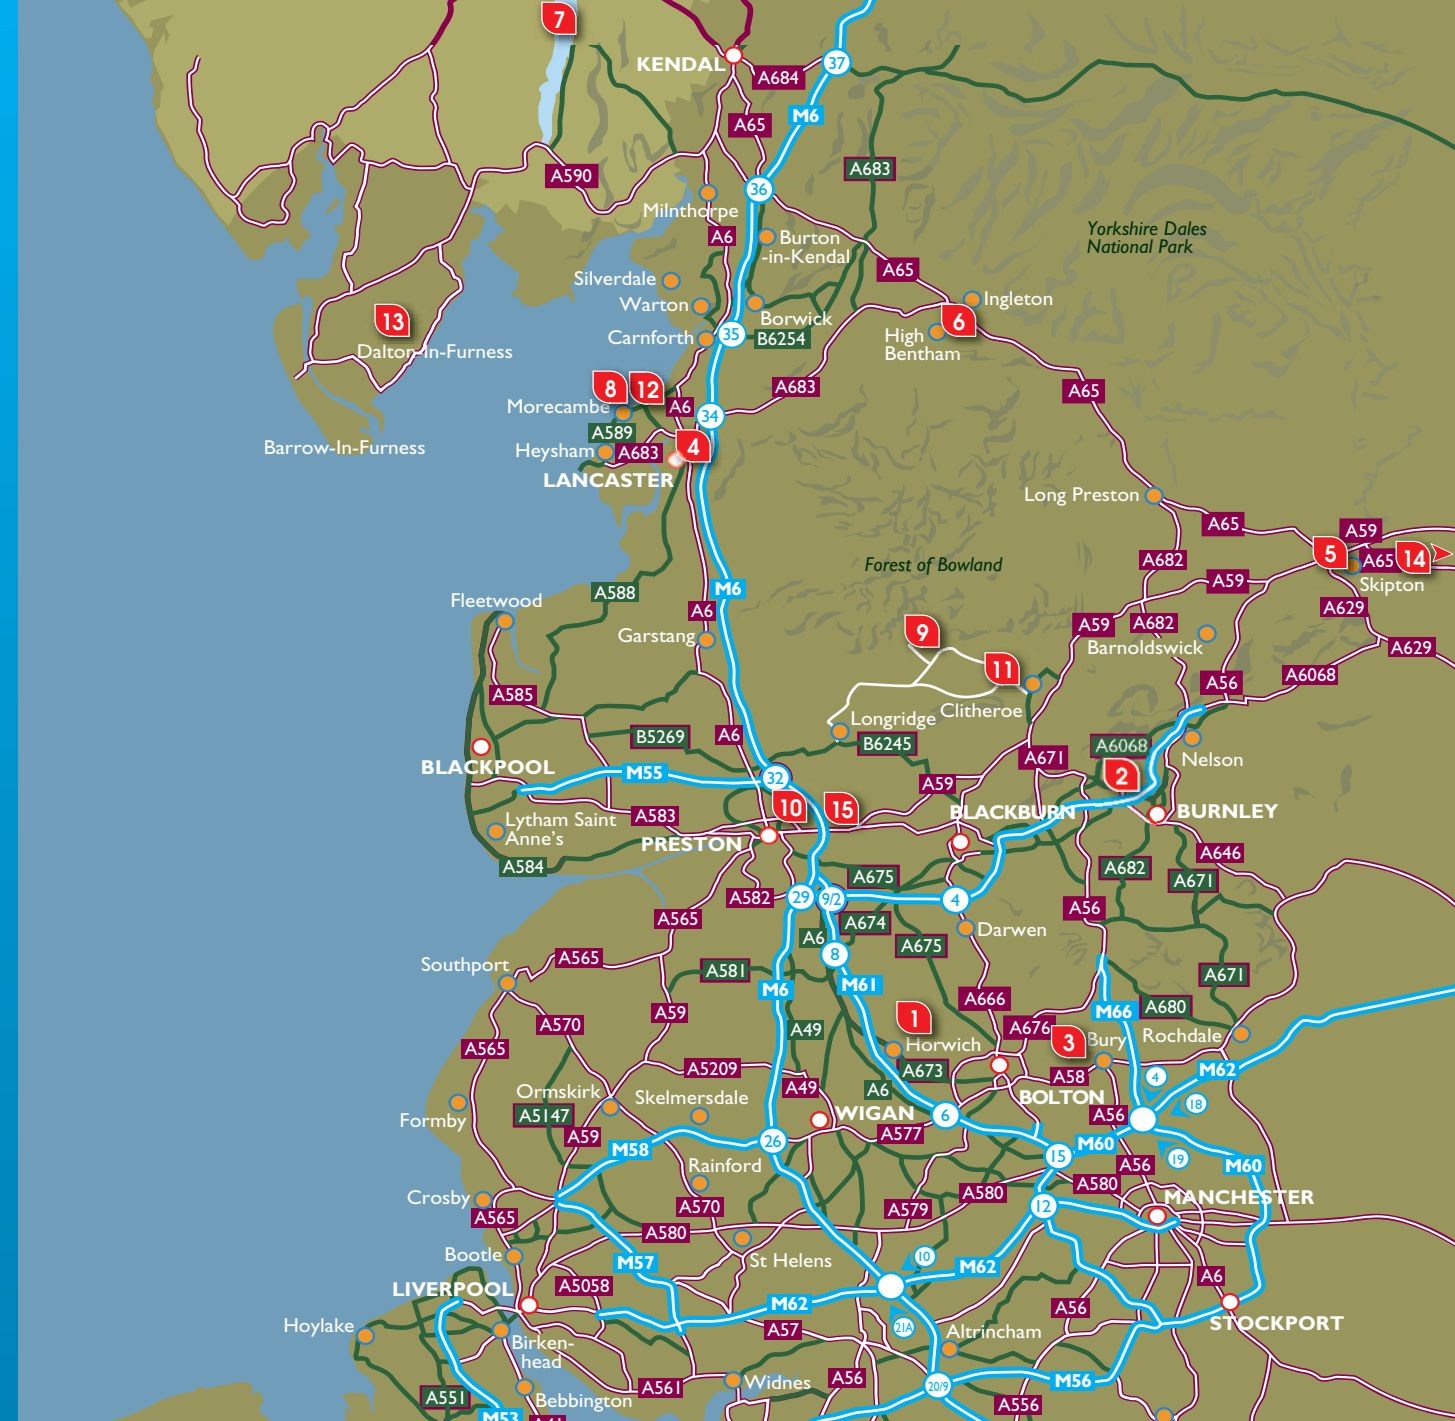 7
KENDAL
37
A684
M6
A65
A683
A590
36
Milnthorpe
A6
Burton
-in-Kendal
Yorkshire Dales
National Park
A65
Silverdale
Warton
Ingleton
Borwick
13
6
Carnforth
35
B6254
High
Bentham
Dalton-In-Furness
8
12
A683
A65
Morecambe
A6
34
A589
Barrow-In-Furness
Heysham
A683
4
LANCASTER
Long Preston
A65
A59
5
A65
14
A682
Forest of Bowland
A59
Skipton
A588
M6
Fleetwood
A6
A629
Garstang
9
A59
A682
Barnoldswick
A629
11
A6068
A585
A56
Clitheroe
Longridge
B5269
A6
B6245
A6068
Nelson
BLACKPOOL
M55
32
A671
2
A59
10
15
A583
BLACKBURN
BURNLEY
Lytham Saint
Anne's
PRESTON
A584
A646
A675
A682
A671
A582
29
9/2
4
A565
A56
A674
Darwen
A6
A675
8
A565
Southport
A581
A671
M6
M61
A666
A680
M66
A59
1
A570
A49
A676
3
Bury
Rochdale
A565
Horwich
A5209
A673
A58
M62
A49
A6
4
Ormskirk
Skelmersdale
BOLTON
18
Formby
A5147
WIGAN
6
A56
A59
A577
M58
26
M60
15
19
Rainford
A56
M60
Crosby
A580
A580
MANCHESTER
A565
A570
A579
12
A580
Bootle
St Helens
10
M57
M62
A6
LIVERPOOL
A5058
M62
A56
STOCKPORT
Hoylake
A57
21A
Altrincham
Birken-
head
A56
20/9
M56
A551
Bebbington
A561
Widnes
A556
M53